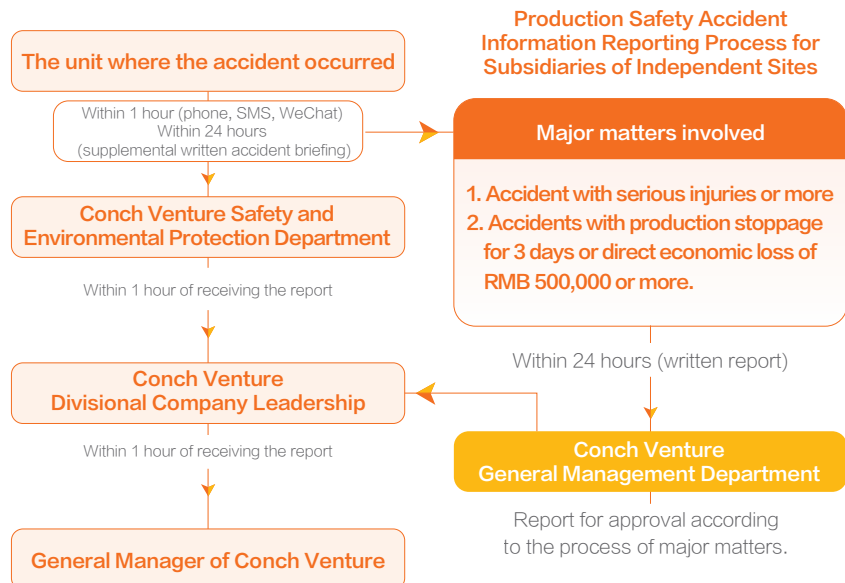 Production Safety Accident
Information Reporting Process for
Subsidiaries of Independent Sites
The unit where the accident occurred
Within 1 hour (phone, SMS, WeChat)
Within 24 hours
(supplemental written accident briefing)
Conch Venture Safety and
Environmental Protection Department
Within 1 hour of receiving the report
Conch Venture
Divisional Company Leadership
Within 1 hour of receiving the report
General Manager of Conch Venture
Major matters involved
1. Accident with serious injuries or more
2. Accidents with production stoppage
for 3 days or direct economic loss of
RMB 500,000 or more.
Within 24 hours (written report)
Conch Venture
General Management Department
Report for approval according
to the process of major matters.